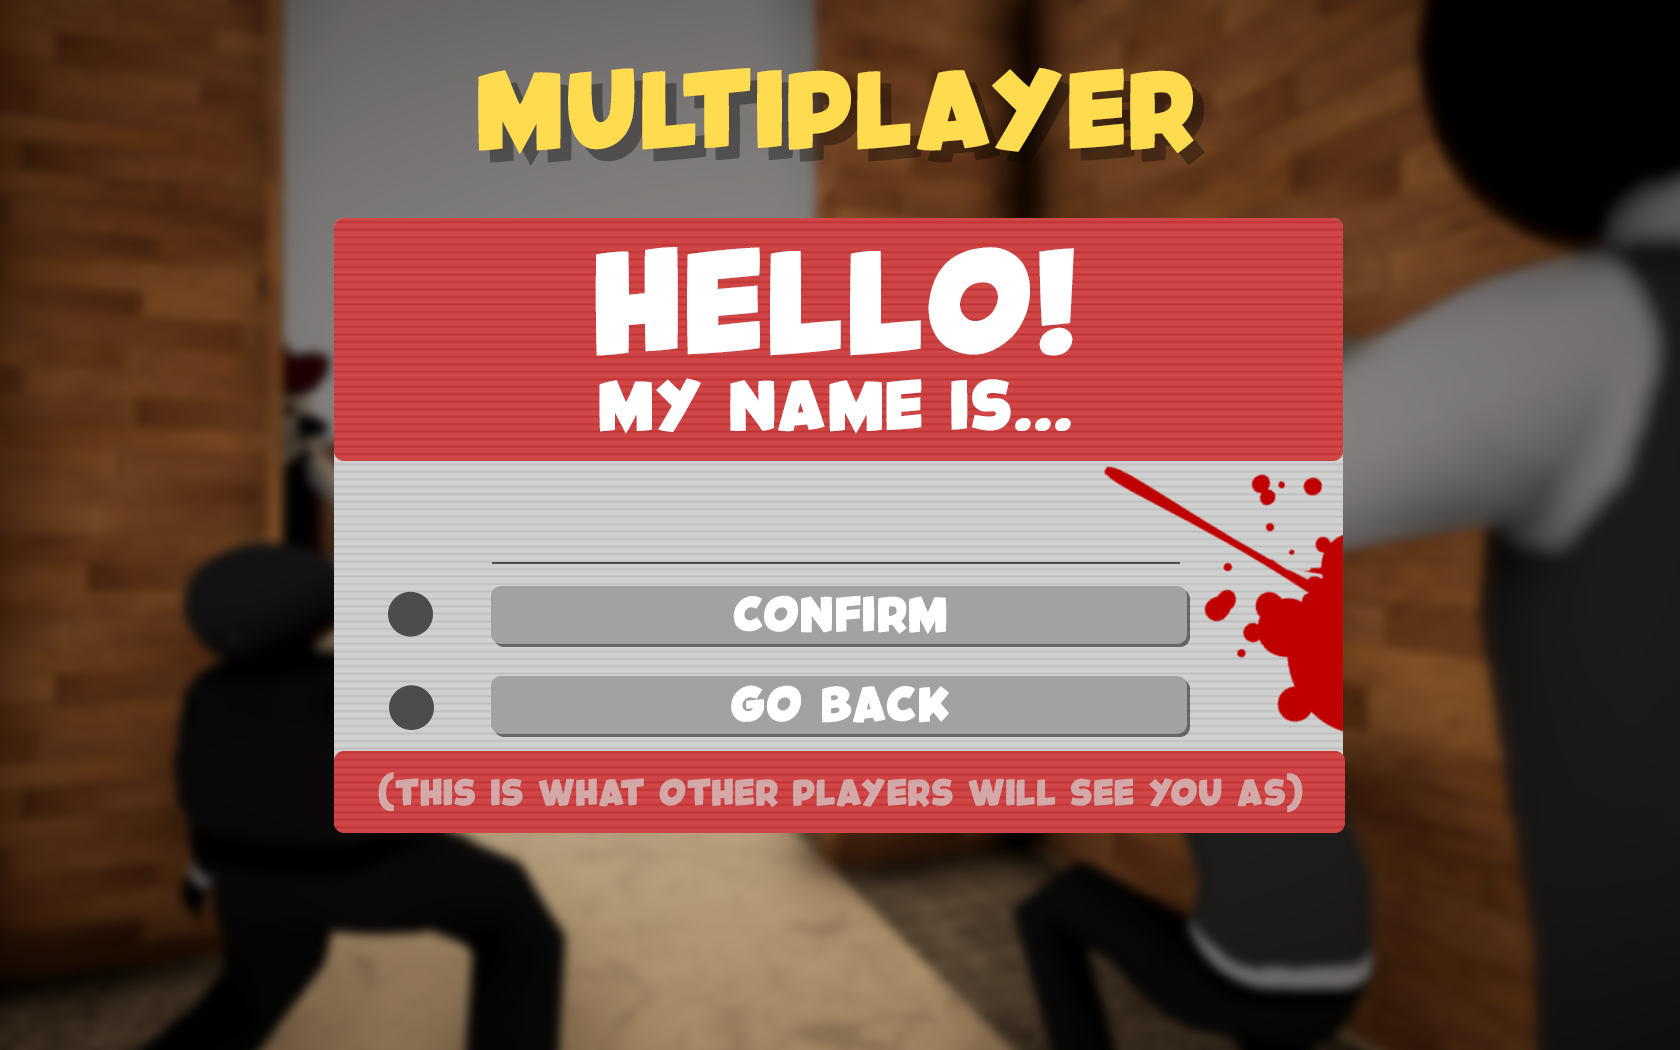 MULTIPLAYER
HELLO!
MY NAME IS...
CONFIRM
GO BACK
(THIS IS WHAT OTHER PLAYERS WILL SEE YOU AS)